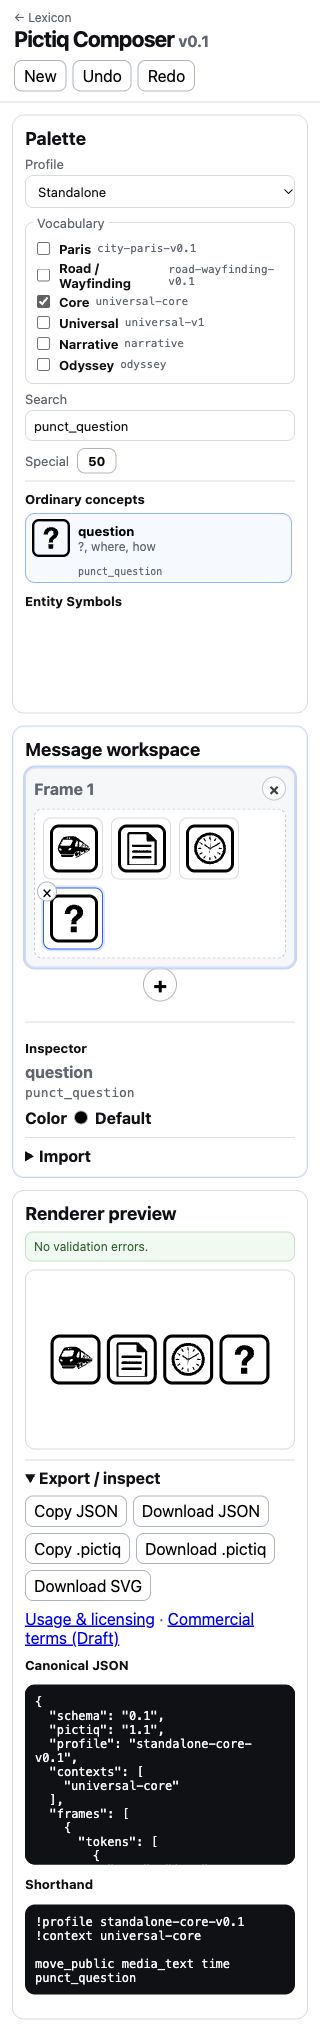 ← Lexicon
Pictiq Composer v0.1
New Undo Redo
Palette
Profile
Standalone
Vocabulary
Paris city-paris-v0.1
Road / Wayfinding road-wayfinding-v0.1
Core universal-core
Universal universal-v1
Narrative narrative
Odyssey odyssey
Search
punct_question
Special 50
Ordinary concepts
?
question
?, where, how
punct_question
Entity Symbols
Message workspace
Frame 1 ×
×
?
+
Inspector
question
punct_question
Color Default
Import
Renderer preview
No validation errors.
?
Export / inspect
Copy JSON Download JSON
Copy .pictiq Download .pictiq
Download SVG
Usage & licensing · Commercial
terms (Draft)
Canonical JSON
{
"schema": "0.1",
"pictiq": "1.1",
"profile": "standalone-core-
v0.1",
"contexts": [
"universal-core"
],
"frames": [
{
"tokens": [
{
Shorthand
!profile standalone-core-v0.1
!context universal-core
move_public media_text time
punct_question